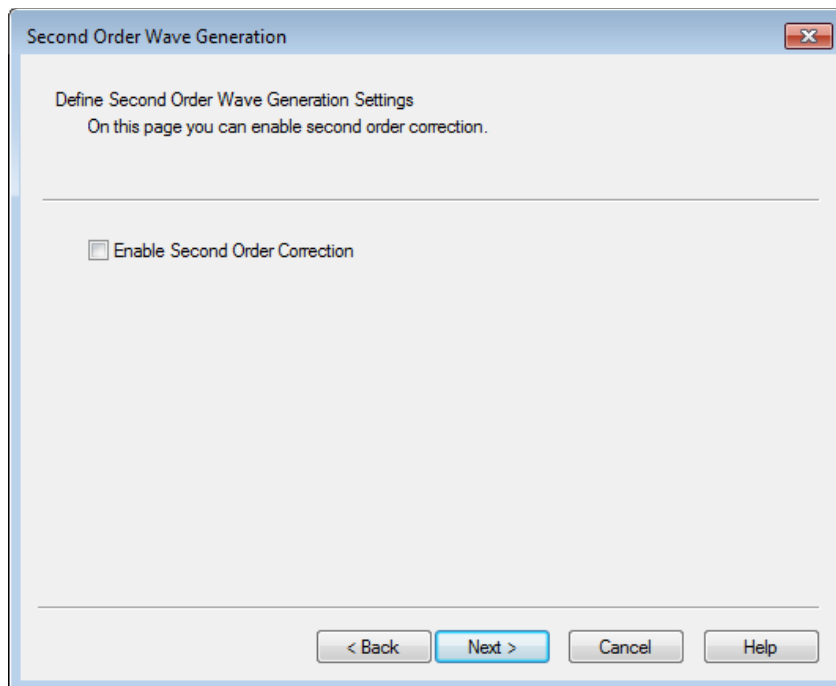 Second Order Wave Generation
Define Second Order Wave Generation Settings
On this page you can enable second order correction.
Enable Second Order Correction
< Back Next > Cancel Help